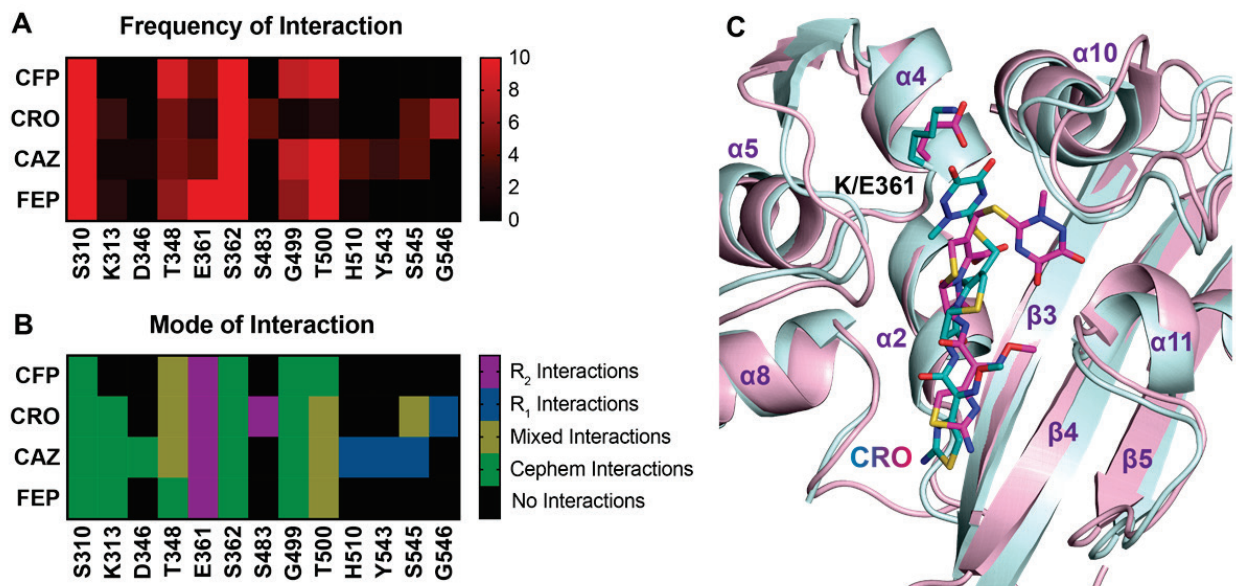 A
Frequency of Interaction
CFP
CRO
CAZ
FEP
10
8
6
4
2
0
S310
K313
D346
T348
E361
S362
S483
G499
T500
H510
Y543
S545
G546
B
Mode of Interaction
CFP
CRO
CAZ
FEP
R2 Interactions
R1 Interactions
Mixed Interactions
Cephem Interactions
No Interactions
S310
K313
D346
T348
E361
S362
S483
G499
T500
H510
Y543
S545
G546
C
α10
α4
α5
K/E361
β3
α2
α11
α8
β4
CRO
β5